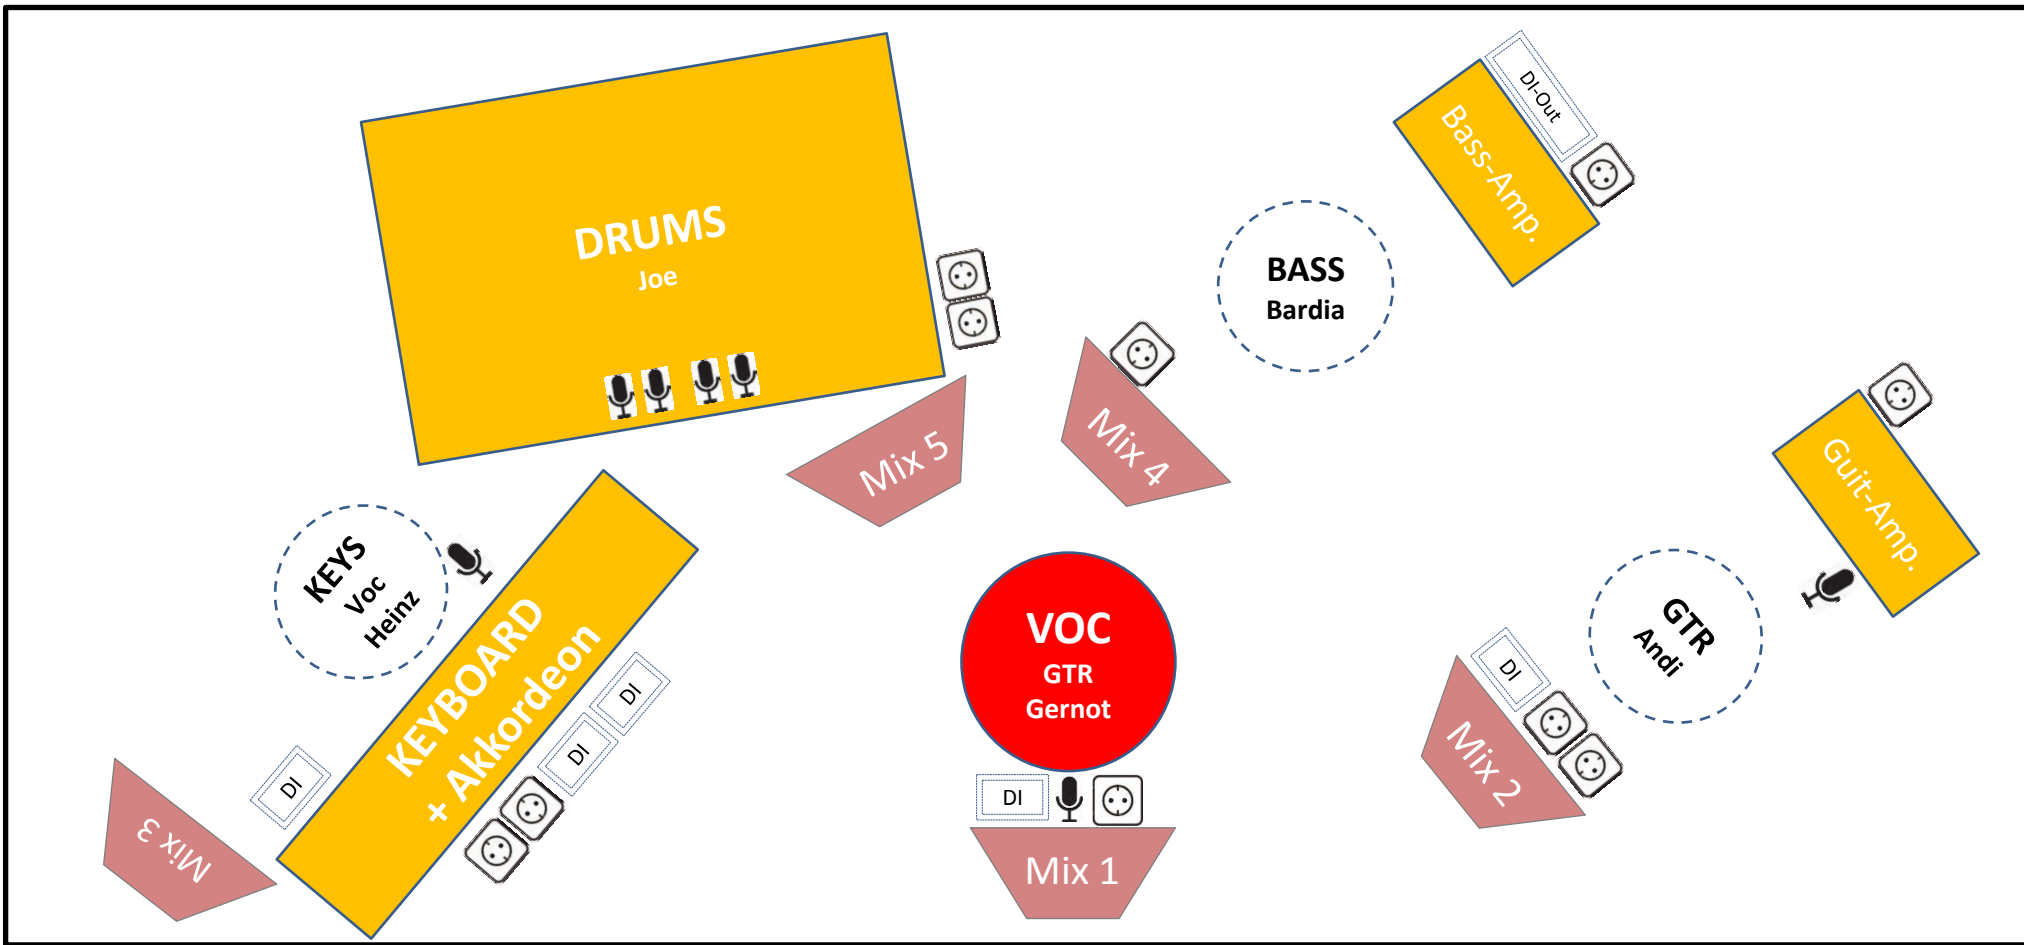 DRUMS
Joe
DI-Out
Bass-Amp.
BASS
Bardia
Mix 5
Mix 4
Guit-Amp.
KEYS
Voc
Heinz
KEYBOARD
+ Akkordeon
DI
DI
DI
Mix 3
VOC
GTR
Gernot
DI
Mix 1
GTR
Andi
DI
Mix 2